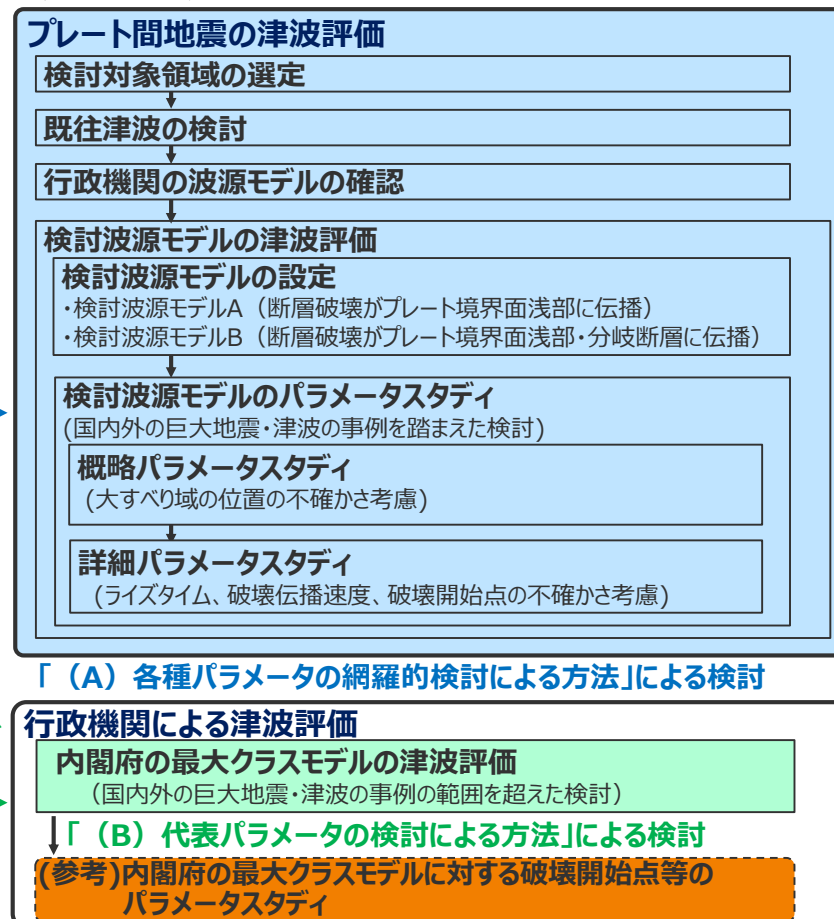 プレート間地震の津波評価
検討対象領域の選定
既往津波の検討
行政機関の波源モデルの確認
検討波源モデルの津波評価
検討波源モデルの設定
・検討波源モデルA（断層破壊がプレート境界面浅部に伝播）
・検討波源モデルB（断層破壊がプレート境界面浅部・分岐断層に伝播）
検討波源モデルのパラメータスタディ
(国内外の巨大地震・津波の事例を踏まえた検討)
概略パラメータスタディ
(大すべり域の位置の不確かさ考慮)
詳細パラメータスタディ
(ライズタイム、破壊伝播速度、破壊開始点の不確かさ考慮)
「（A）各種パラメータの網羅的検討による方法」による検討
行政機関による津波評価
内閣府の最大クラスモデルの津波評価
（国内外の巨大地震・津波の事例の範囲を超えた検討）
「（B）代表パラメータの検討による方法」による検討
(参考)内閣府の最大クラスモデルに対する破壊開始点等の
パラメータスタディ